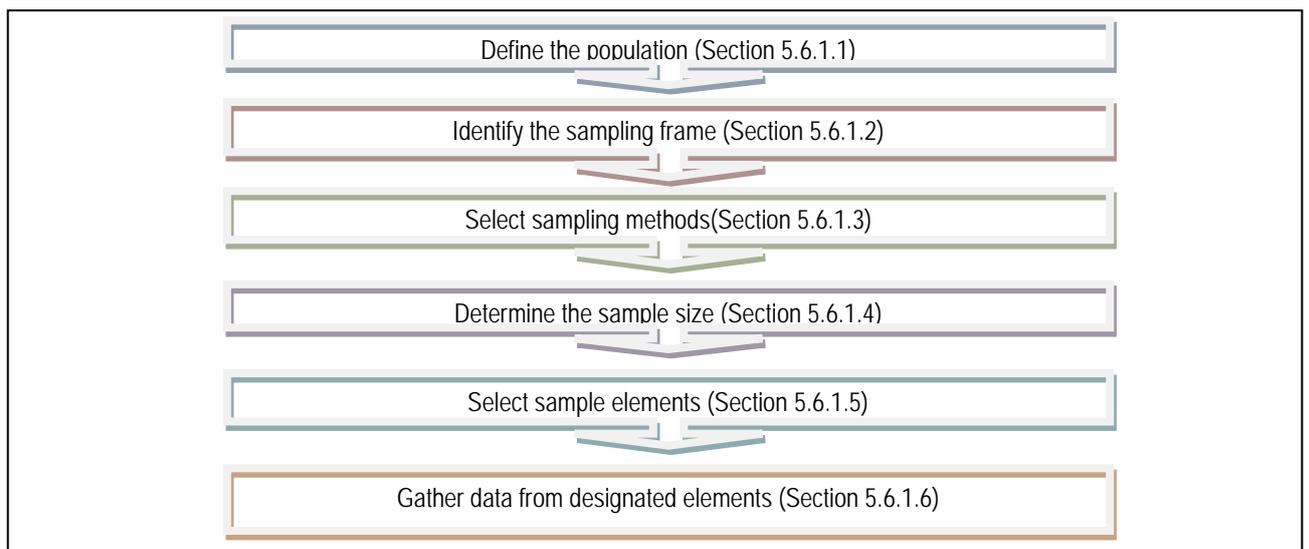 Define the population (Section 5.6.1.1)
Identify the sampling frame (Section 5.6.1.2)
Select sampling methods(Section 5.6.1.3)
Determine the sample size (Section 5.6.1.4)
Select sample elements (Section 5.6.1.5)
Gather data from designated elements (Section 5.6.1.6)